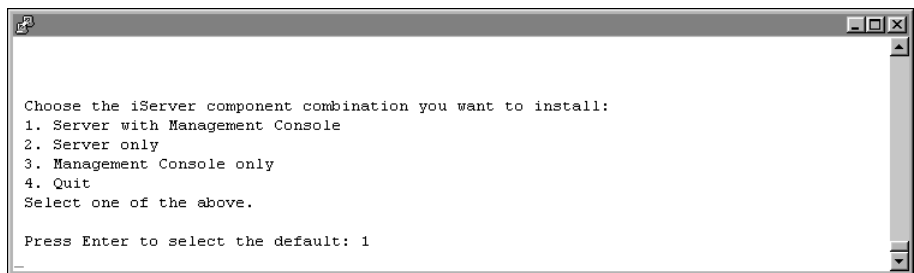 Choose the iServer component combination you want to install:
1. Server with Management Console
2. Server only
3. Management Console only
4. Quit
Select one of the above.
Press Enter to select the default: 1
_